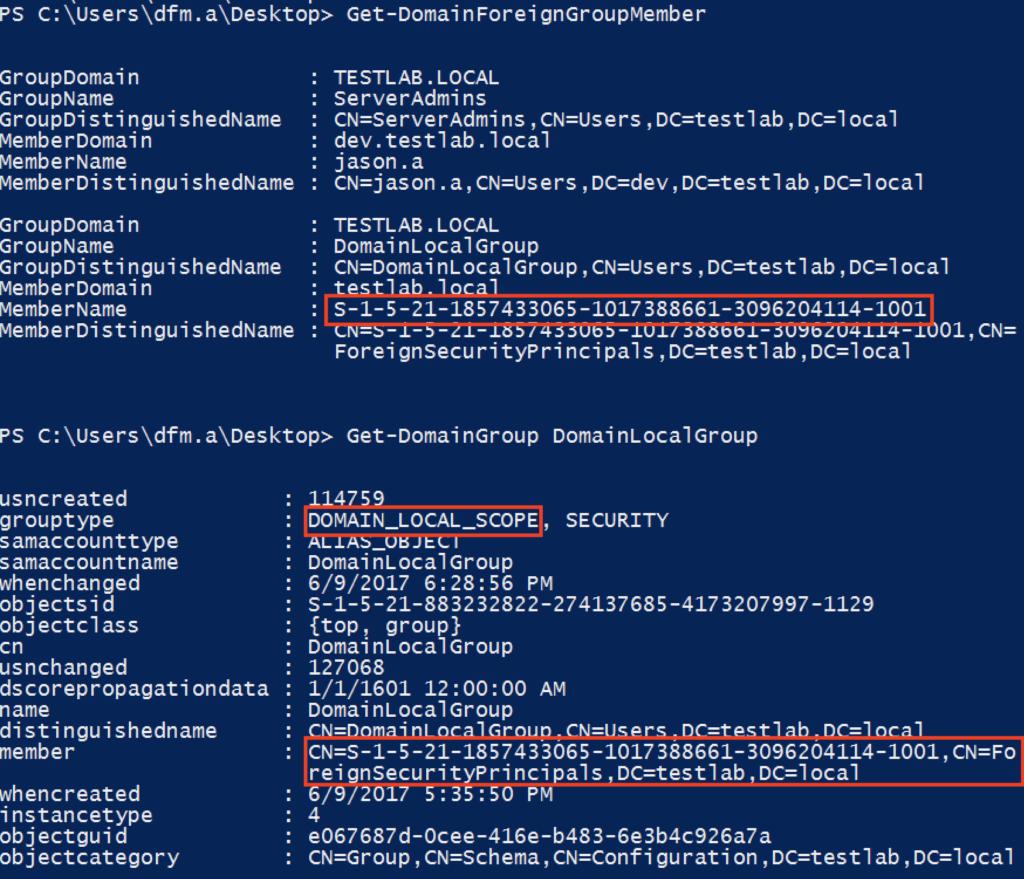 PS C:\Users\dfm.a\Desktop> Get-DomainForeignGroupMember
GroupDomain : TESTLAB.LOCAL
GroupName : ServerAdmins
GroupDistinguishedName : CN=ServerAdmins,CN=Users,DC=testlab,DC=local
MemberDomain : dev.testlab.local
MemberName : jason.a
MemberDistinguishedName : CN=jason.a,CN=Users,DC=dev,DC=testlab,DC=local
GroupDomain : TESTLAB.LOCAL
GroupName : DomainLocalGroup
GroupDistinguishedName : CN=DomainLocalGroup,CN=Users,DC=testlab,DC=local
MemberDomain : testlab.local
MemberName : S-1-5-21-1857433065-1017388661-3096204114-1001
MemberDistinguishedName : CN=S-1-5-21-1857433065-1017388661-3096204114-1001,CN=
ForeignSecurityPrincipals,DC=testlab,DC=local
PS C:\Users\dfm.a\Desktop> Get-DomainGroup DomainLocalGroup
usncreated : 114759
grouptype : DOMAIN_LOCAL_SCOPE, SECURITY
samaccounttype : ALIAS_OBJECT
samaccountname : DomainLocalGroup
whenchanged : 6/9/2017 6:28:56 PM
objectsid : S-1-5-21-883232822-274137685-4173207997-1129
objectclass : {top, group}
cn : DomainLocalGroup
usnchanged : 127068
dscorepropagationdata : 1/1/1601 12:00:00 AM
name : DomainLocalGroup
distinguishedname : CN=DomainLocalGroup,CN=Users,DC=testlab,DC=local
member : CN=S-1-5-21-1857433065-1017388661-3096204114-1001,CN=Fo
reignSecurityPrincipals,DC=testlab,DC=local
whencreated : 6/9/2017 5:35:50 PM
instancetype : 4
objectguid : e067687d-0cee-416e-b483-6e3b4c926a7a
objectcategory : CN=Group,CN=Schema,CN=Configuration,DC=testlab,DC=local